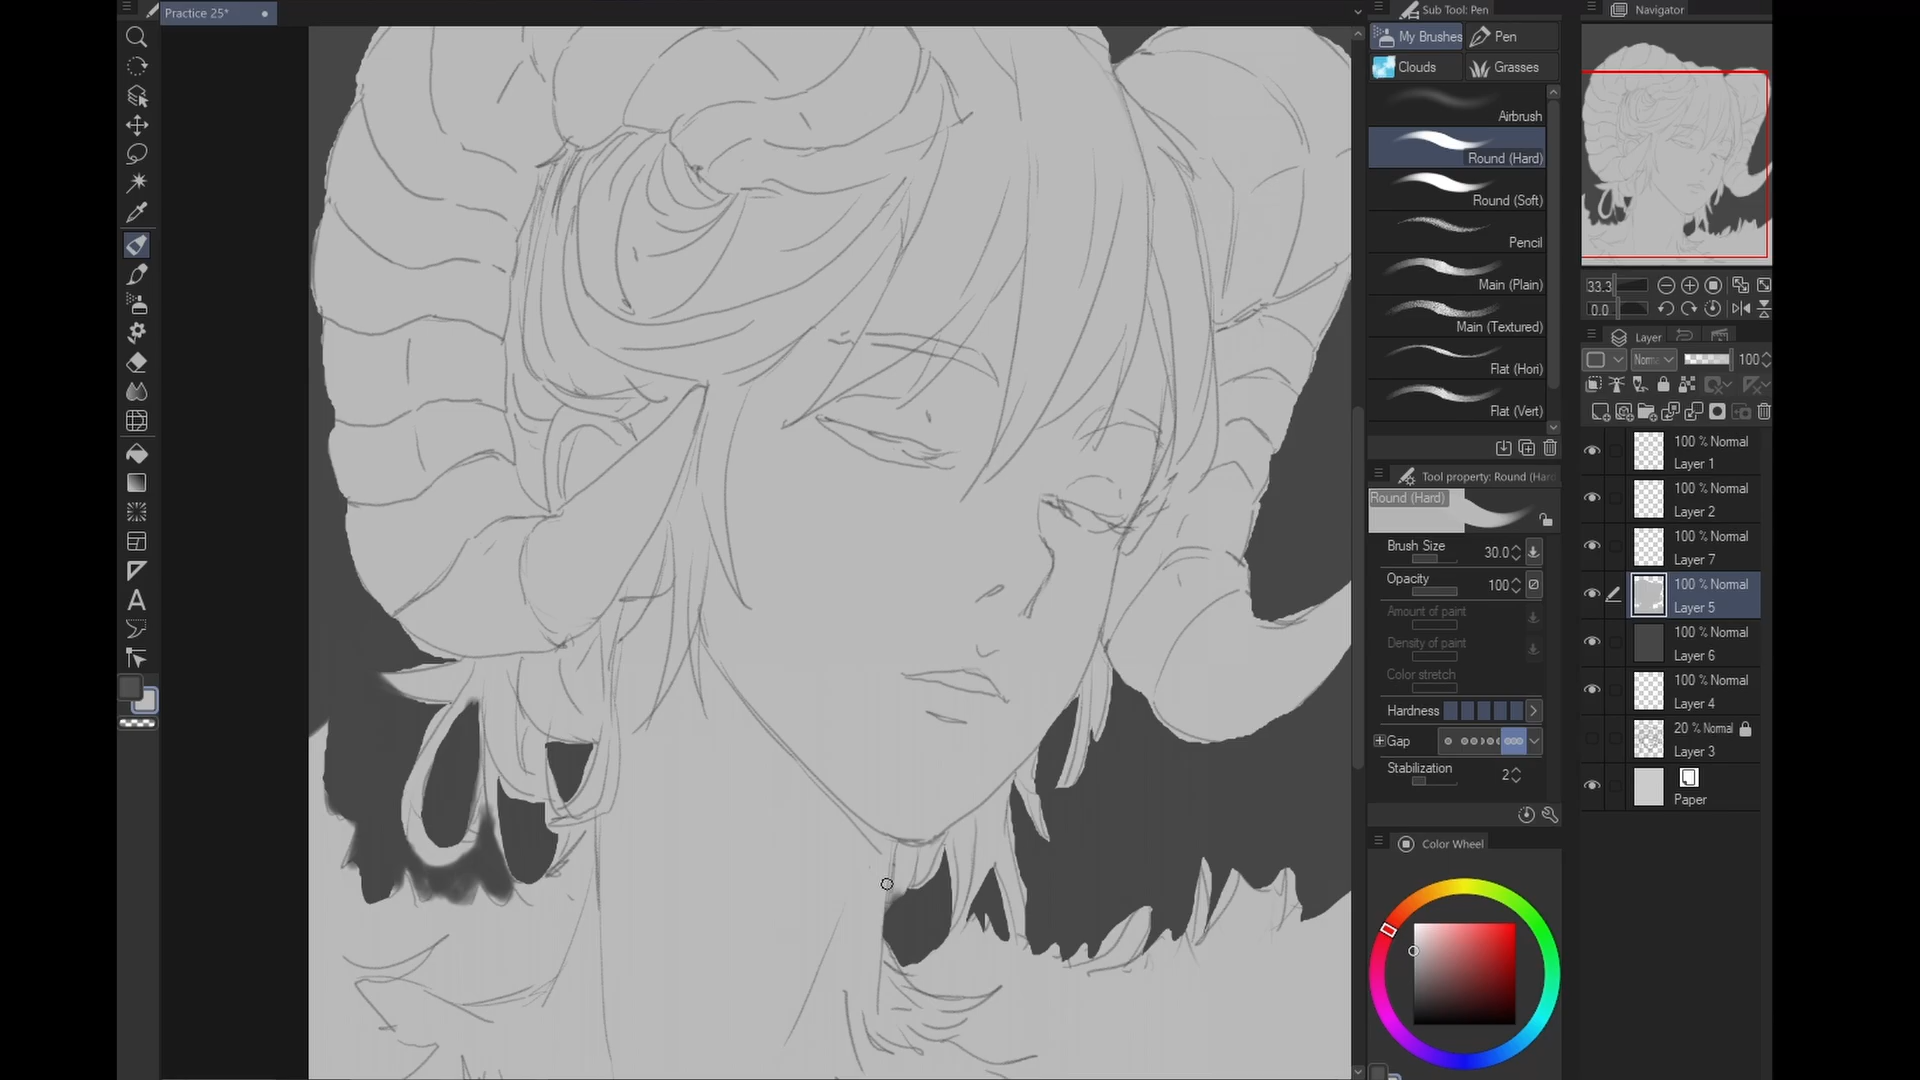 Practice 25*
Sub Tool: Pen
Navigator
My Brushes
Pen
Clouds
Grasses
Airbrush
Round (Hard)
Round (Soft)
Pencil
Main (Plain)
Main (Textured)
Flat (Hori)
Flat (Vert)
33.3
0.0
Layer
Norma
100
100 % Normal
Layer 1
100 % Normal
Layer 2
100 % Normal
Layer 7
100 % Normal
Layer 5
100 % Normal
Layer 6
100 % Normal
Layer 4
20 % Normal
Layer 3
Paper
Tool property: Round (Hard
Round (Hard)
Brush Size
30.0
Opacity
100
Amount of paint
Density of paint
Color stretch
Hardness
Gap
Stabilization
2
Color Wheel